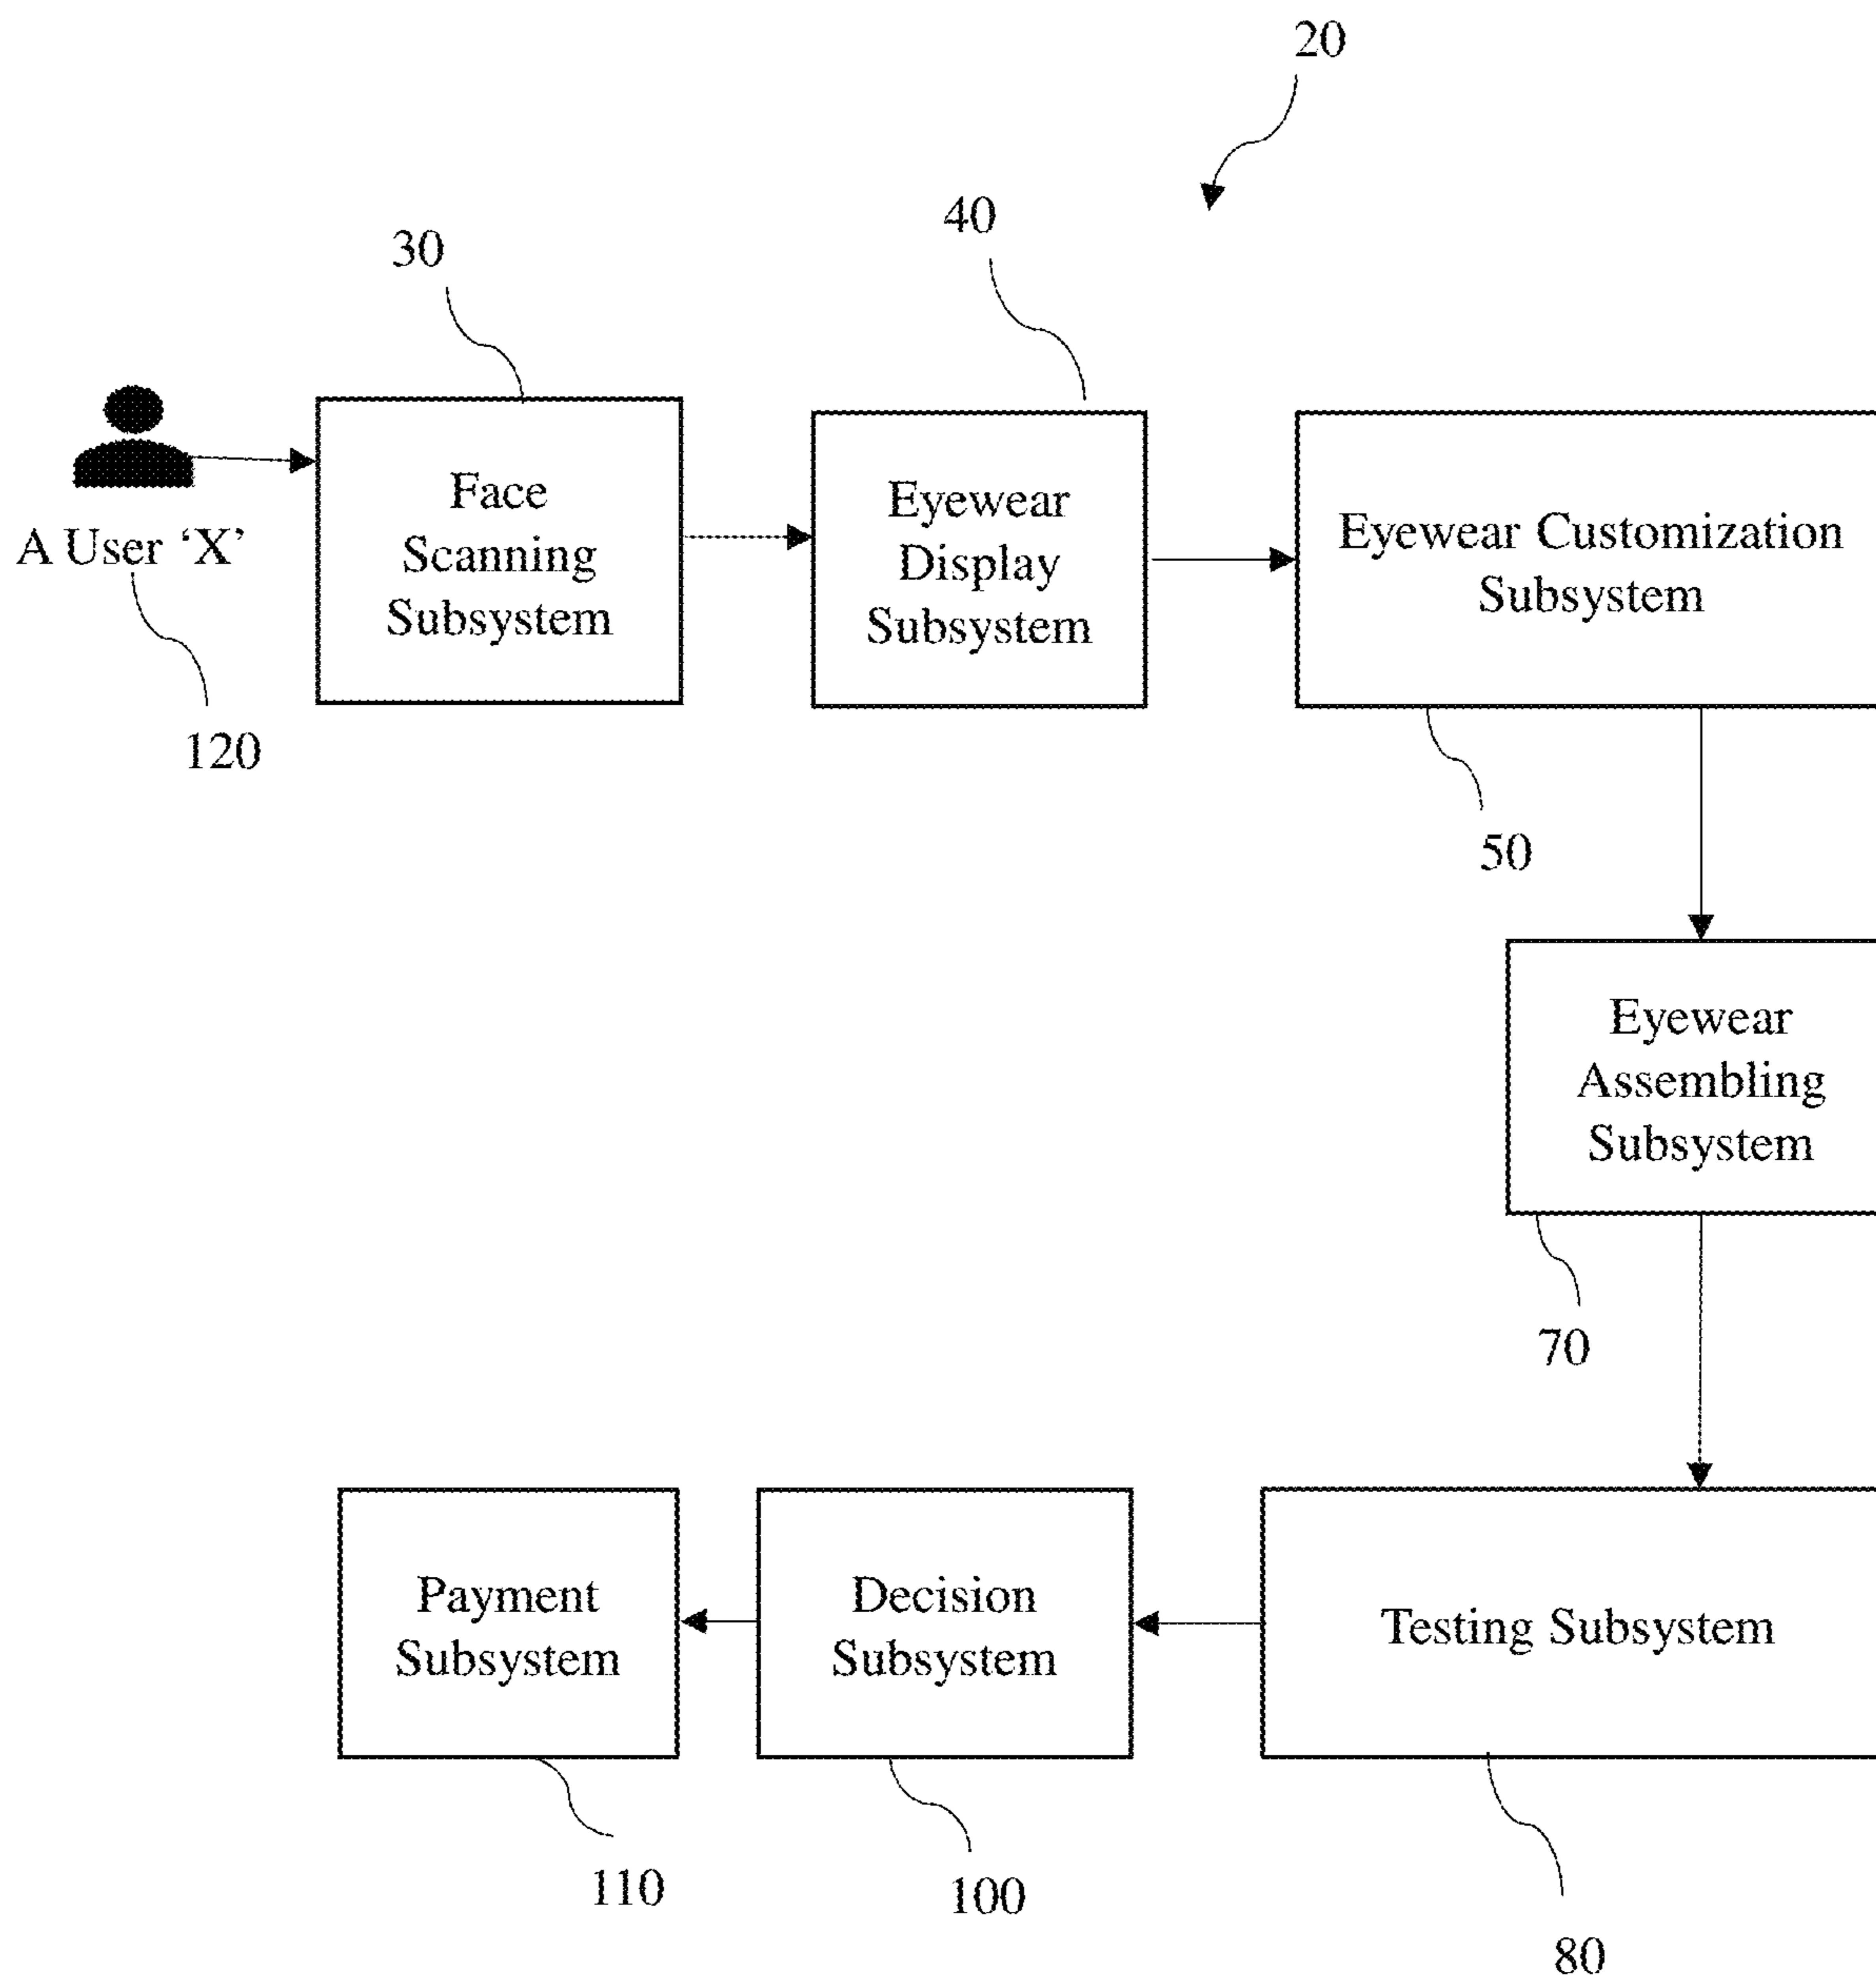 20
40
30
Face
Scanning
Subsystem
Eyewear
Display
Subsystem
Eyewear Customization
Subsystem
A User ‘X’
120
50
Eyewear
Assembling
Subsystem
70
Payment
Subsystem
Decision
Subsystem
Testing Subsystem
110
100
80